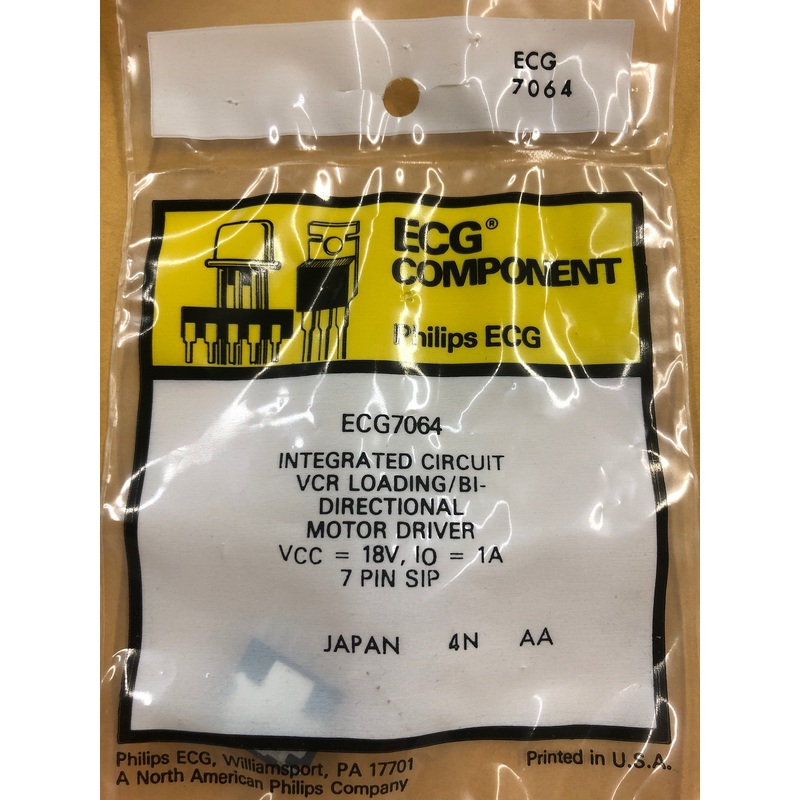 ECG
7064
ECG®
COMPONENT
Philips ECG
ECG7064
INTEGRATED CIRCUIT
VCR LOADING/BI-
DIRECTIONAL
MOTOR DRIVER
VCC = 18V, IO = 1A
7 PIN SIP
JAPAN 4N AA
Philips ECG, Williamsport, PA 17701
A North American Philips Company
Printed in U.S.A.